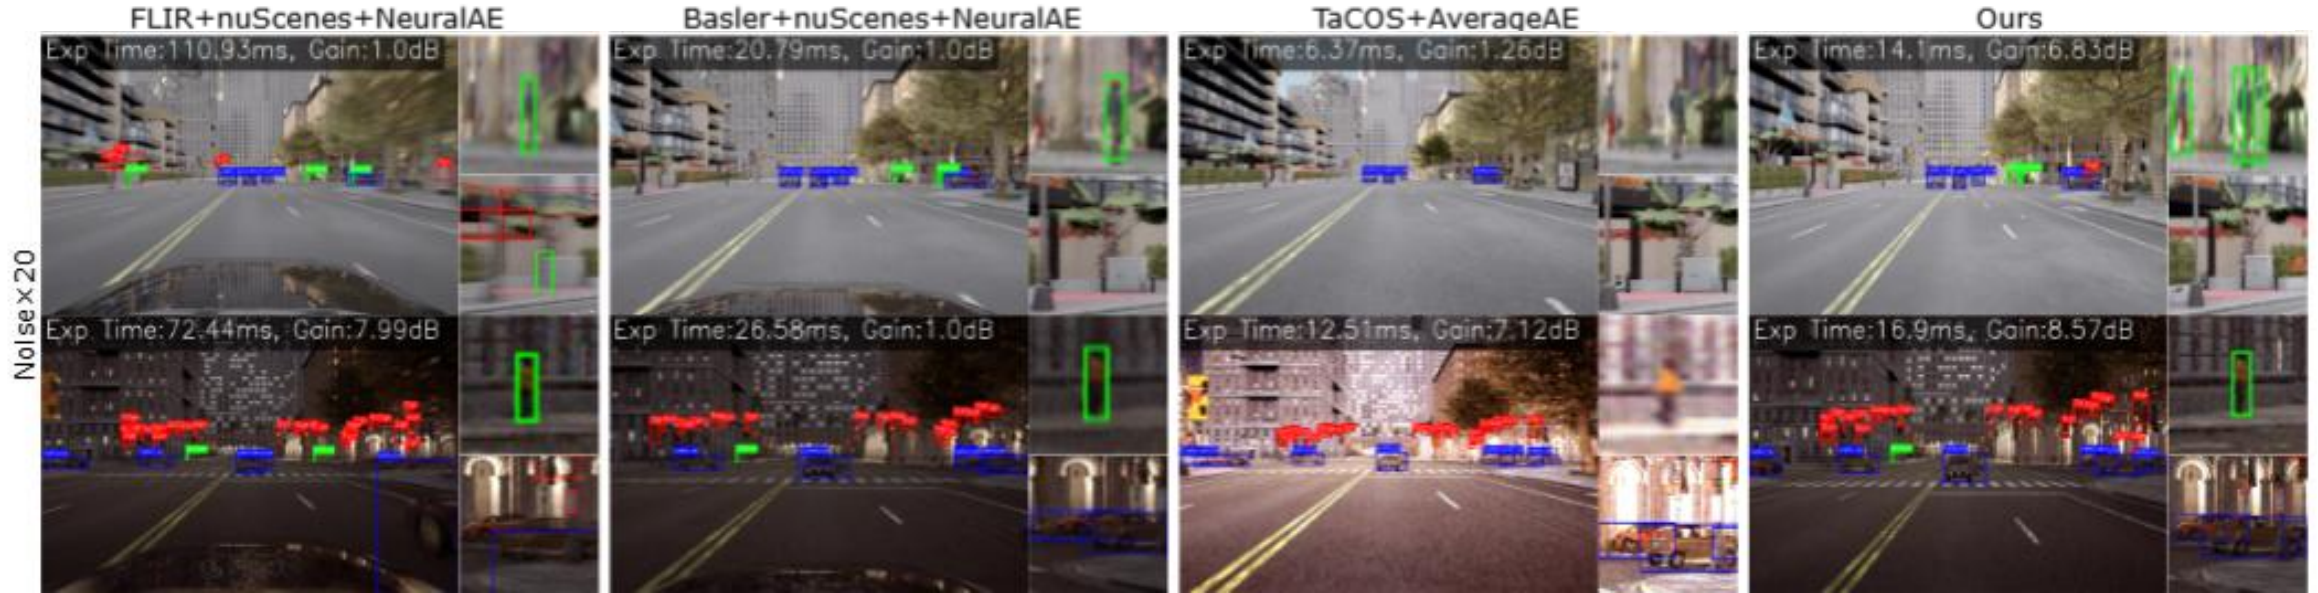 FLIR+nuScenes+NeuralAE
Basler+nuScenes+NeuralAE
TaCOS+AverageAE
Ours
Noise×20
Exp Time:110.93ms, Gain:1.0dB
Exp Time:20.79ms, Gain:1.0dB
Exp Time:6.37ms, Gain:1.26dB
Exp Time:14.1ms, Gain:6.83dB
Exp Time:72.44ms, Gain:7.99dB
Exp Time:26.58ms, Gain:1.0dB
Exp Time:12.51ms, Gain:7.12dB
Exp Time:16.9ms, Gain:8.57dB